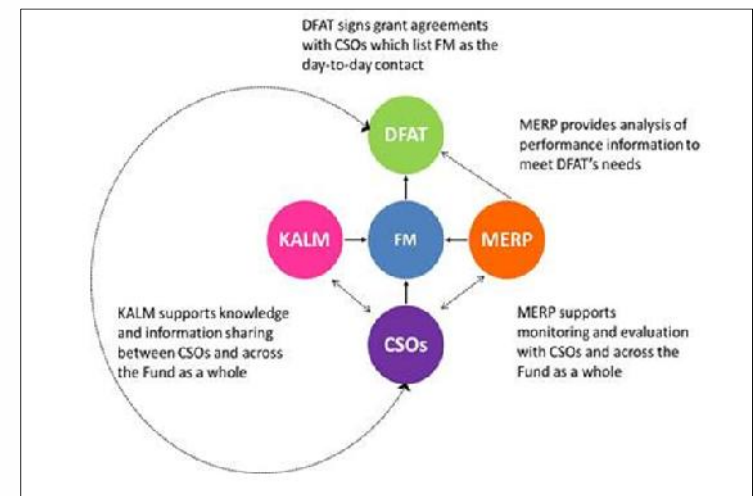 DFAT signs grant agreements
with CSOs which list FM as the
day-to-day contact
DFAT
MERP provides analysis of
performance information to
meet DFAT's needs
KALM
FM
MERP
KALM supports knowledge
and information sharing
between CSOs and across
the Fund as a whole
CSOs
MERP supports
monitoring and evaluation
with CSOs and across the
Fund as a whole